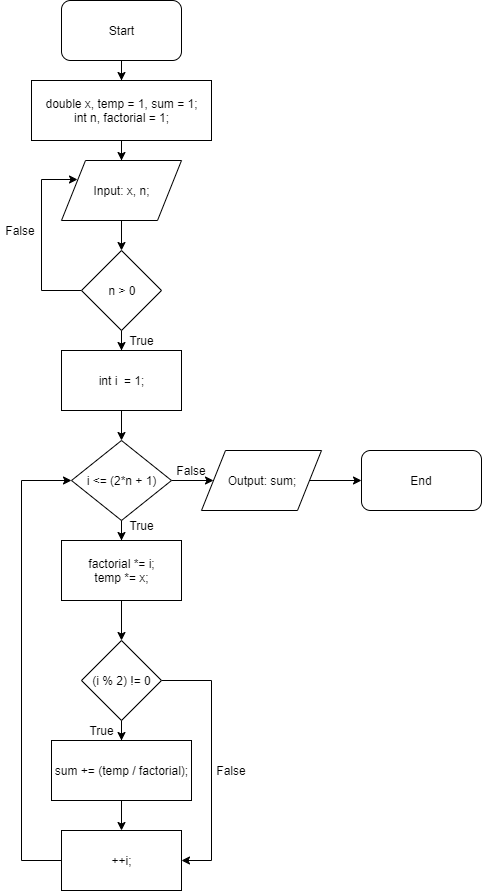 Start
double x, temp = 1, sum = 1;
int n, factorial = 1;
Input: x, n;
False
n > 0
True
int i  = 1;
i <= (2*n + 1)
False
Output: sum;
End
True
factorial *= i;
temp *= x;
(i % 2) != 0
True
sum += (temp / factorial);
False
++i;